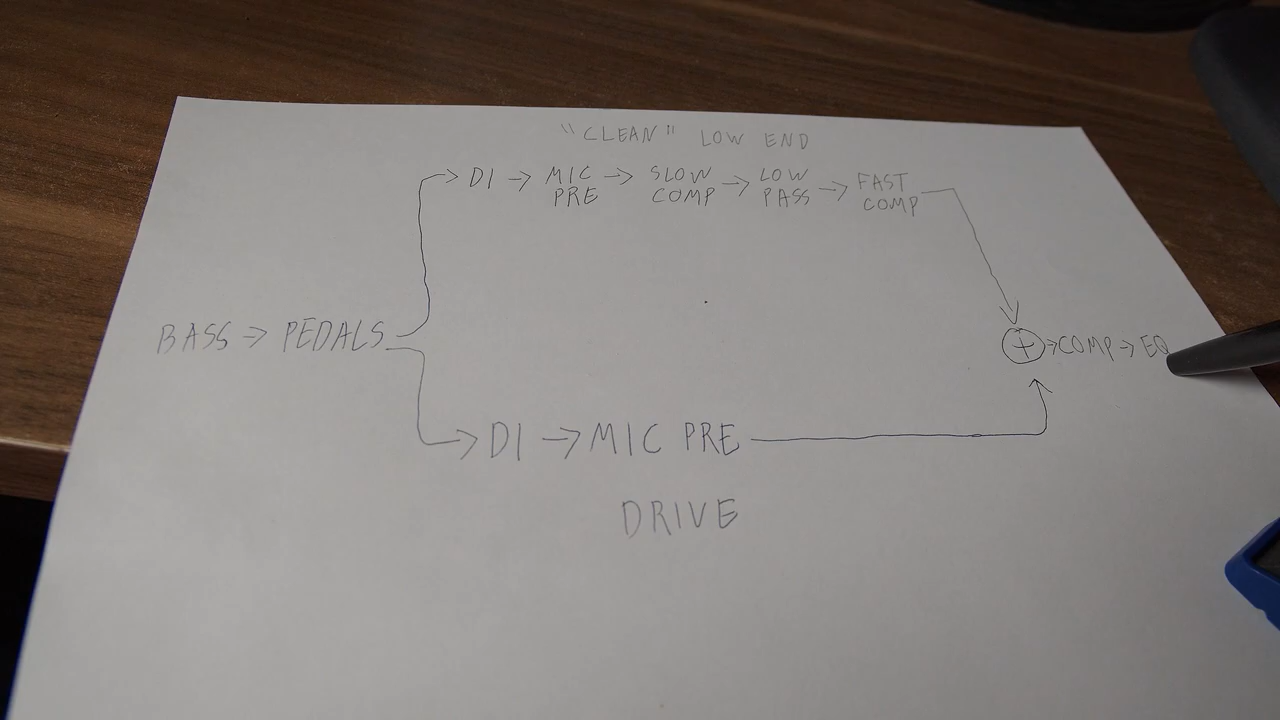 "CLEAN" LOW END
→ DI → MIC PRE → SLOW COMP → LOW PASS → FAST COMP
BASS → PEDALS
+ → COMP → EQ
→ DI → MIC PRE
DRIVE